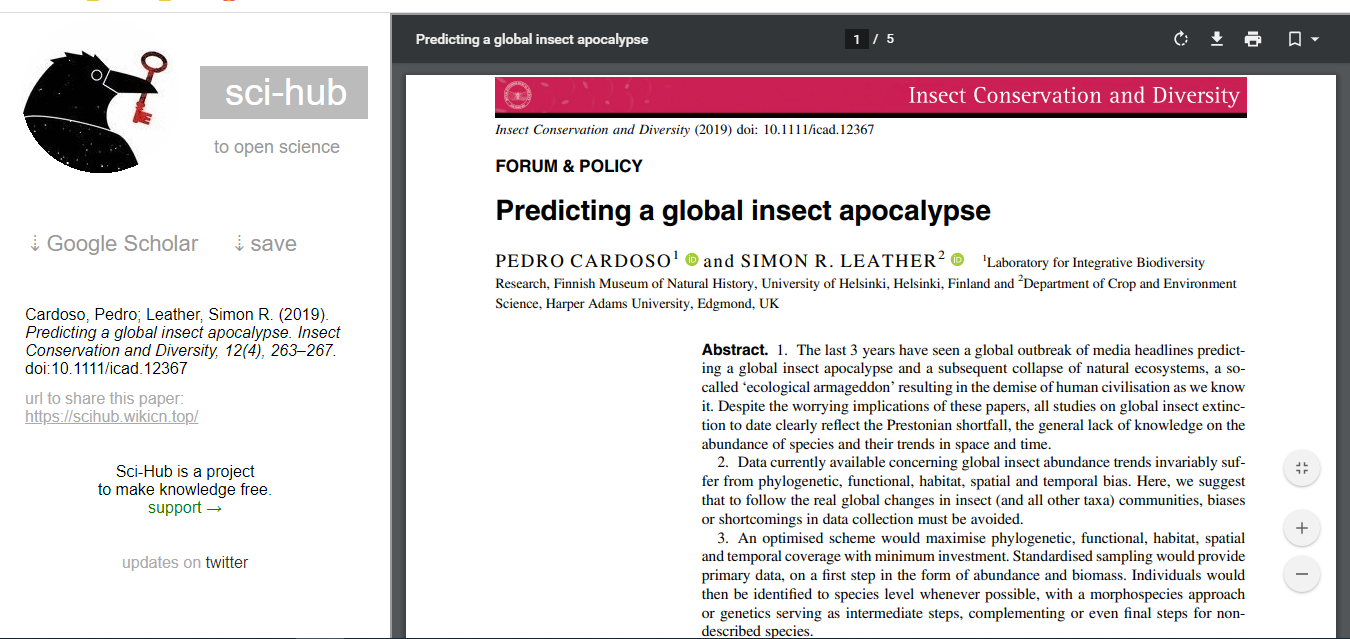 sci-hub
to open science
⇣ Google Scholar ⇣ save
Cardoso, Pedro; Leather, Simon R. (2019).
Predicting a global insect apocalypse. Insect
Conservation and Diversity, 12(4), 263–267.
doi:10.1111/icad.12367
url to share this paper:
https://scihub.wikicn.top/
Sci-Hub is a project
to make knowledge free.
support →
updates on twitter
Predicting a global insect apocalypse
1 / 5
Insect Conservation and Diversity
Insect Conservation and Diversity (2019) doi: 10.1111/icad.12367
FORUM & POLICY
Predicting a global insect apocalypse
PEDRO CARDOSO1 iD and SIMON R. LEATHER2 iD 1Laboratory for Integrative Biodiversity
Research, Finnish Museum of Natural History, University of Helsinki, Helsinki, Finland and 2Department of Crop and Environment
Science, Harper Adams University, Edgmond, UK
Abstract. 1. The last 3 years have seen a global outbreak of media headlines predict-
ing a global insect apocalypse and a subsequent collapse of natural ecosystems, a so-
called ‘ecological armageddon’ resulting in the demise of human civilisation as we know
it. Despite the worrying implications of these papers, all studies on global insect extinc-
tion to date clearly reflect the Prestonian shortfall, the general lack of knowledge on the
abundance of species and their trends in space and time.
2. Data currently available concerning global insect abundance trends invariably suf-
fer from phylogenetic, functional, habitat, spatial and temporal bias. Here, we suggest
that to follow the real global changes in insect (and all other taxa) communities, biases
or shortcomings in data collection must be avoided.
3. An optimised scheme would maximise phylogenetic, functional, habitat, spatial
and temporal coverage with minimum investment. Standardised sampling would provide
primary data, on a first step in the form of abundance and biomass. Individuals would
then be identified to species level whenever possible, with a morphospecies approach
or genetics serving as intermediate steps, complementing or even final steps for non-
described species.